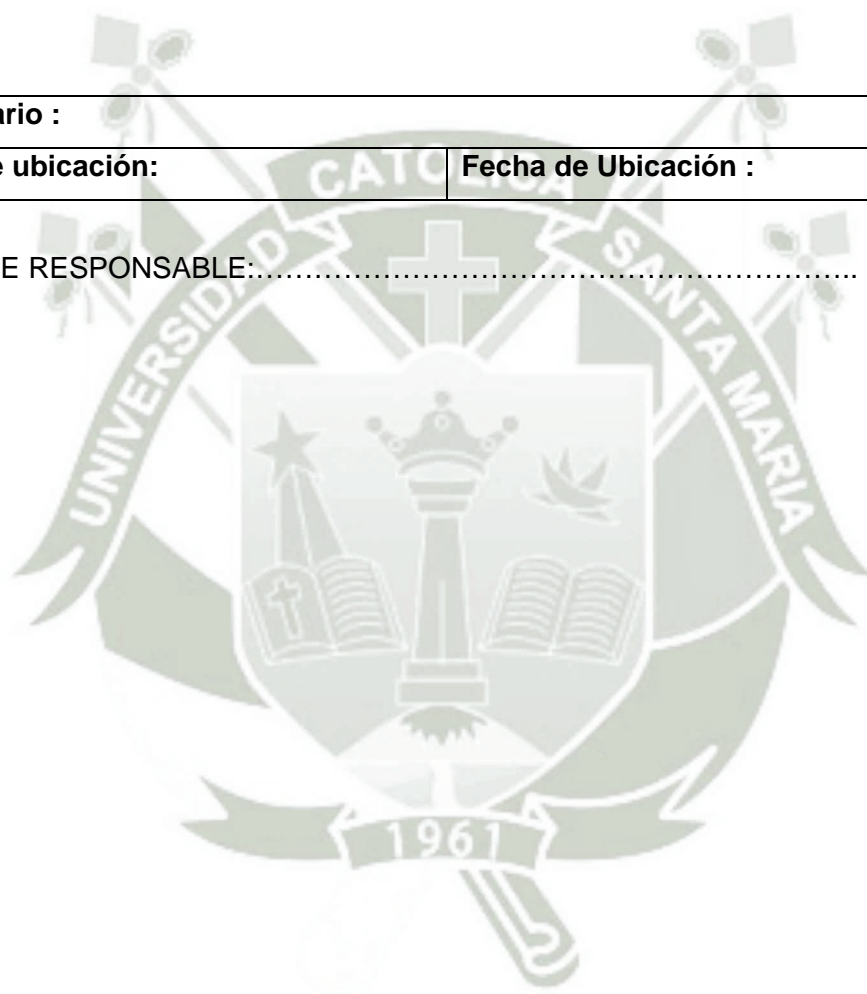 ario :
e ubicación: Fecha de Ubicación :
E RESPONSABLE:……………………………………………………..
UNIVERSIDAD CATOLICA SANTA MARIA
1961